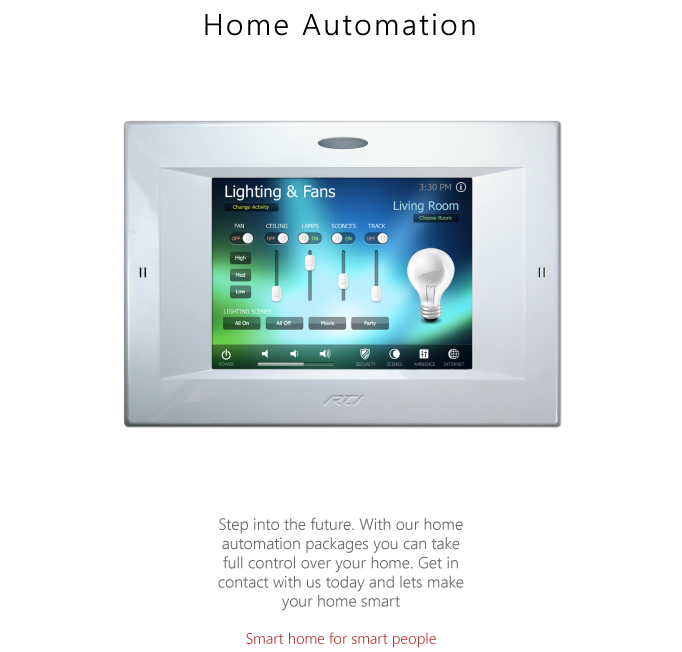 Home Automation
Lighting & Fans
3:30 PM
Change Activity
Living Room
Choose Room
FAN CEILING LAMPS SCONCES TRACK
OFF OFF ON ON OFF
High
Med
Low
LIGHTING SCENES
All On All Off Movie Party
POWER SECURITY SCENES AMBIENCE INTERNET
RTI
Step into the future. With our home
automation packages you can take
full control over your home. Get in
contact with us today and lets make
your home smart
Smart home for smart people